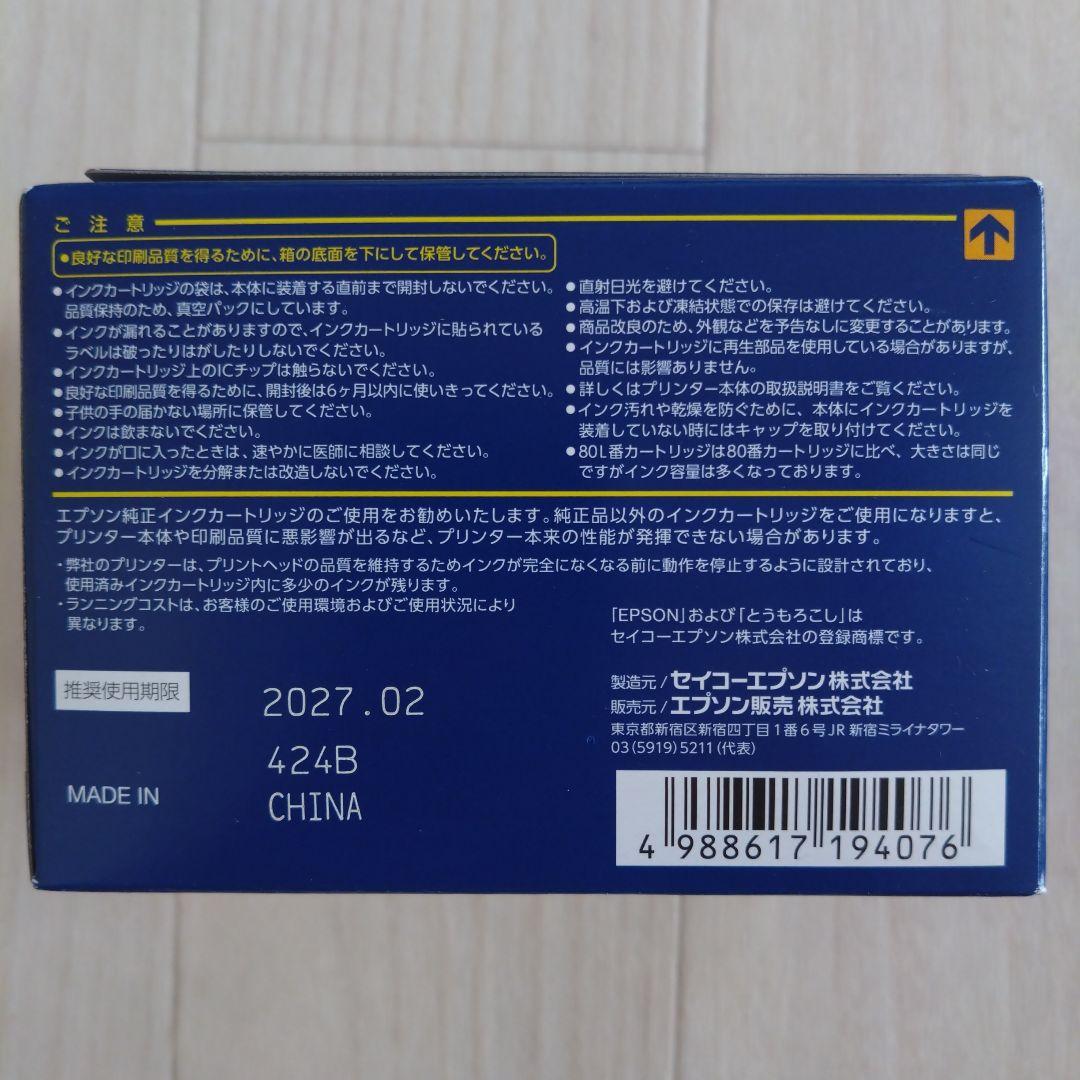 ご注意
●良好な印刷品質を得るために、箱の底面を下にして保管してください。
●インクカートリッジの袋は、本体に装着する直前まで開封しないでください。
品質保持のため、真空パックにしています。
●インクが漏れることがありますので、インクカートリッジに貼られている
ラベルは破ったりはがしたりしないでください。
●インクカートリッジ上のICチップは触らないでください。
●良好な印刷品質を得るために、開封後は6ヶ月以内に使いきってください。
●子供の手の届かない場所に保管してください。
●インクは飲まないでください。
●インクが口に入ったときは、速やかに医師に相談してください。
●インクカートリッジを分解または改造しないでください。
●直射日光を避けてください。
●高温下および凍結状態での保存は避けてください。
●商品改良のため、外観などを予告なしに変更することがあります。
●インクカートリッジに再生部品を使用している場合がありますが、
品質には影響ありません。
●詳しくはプリンター本体の取扱説明書をご覧ください。
●インク汚れや乾燥を防ぐために、本体にインクカートリッジを
装着していない時にはキャップを取り付けてください。
●80L番カートリッジは80番カートリッジに比べ、大きさは同じ
ですがインク容量は多くなっております。
エプソン純正インクカートリッジのご使用をお勧めいたします。純正品以外のインクカートリッジをご使用になりますと、
プリンター本体や印刷品質に悪影響が出るなど、プリンター本来の性能が発揮できない場合があります。
・弊社のプリンターは、プリントヘッドの品質を維持するためインクが完全になくなる前に動作を停止するように設計されており、
使用済みインクカートリッジ内に多少のインクが残ります。
・ランニングコストは、お客様のご使用環境およびご使用状況により
異なります。
「EPSON」および「とうもろこし」は
セイコーエプソン株式会社の登録商標です。
製造元/セイコーエプソン株式会社
販売元/エプソン販売株式会社
東京都新宿区新宿四丁目1番6号JR新宿ミライナタワー
03(5919)5211(代表)
推奨使用期限
2027.02
424B
MADE IN
CHINA
4 988617 194076